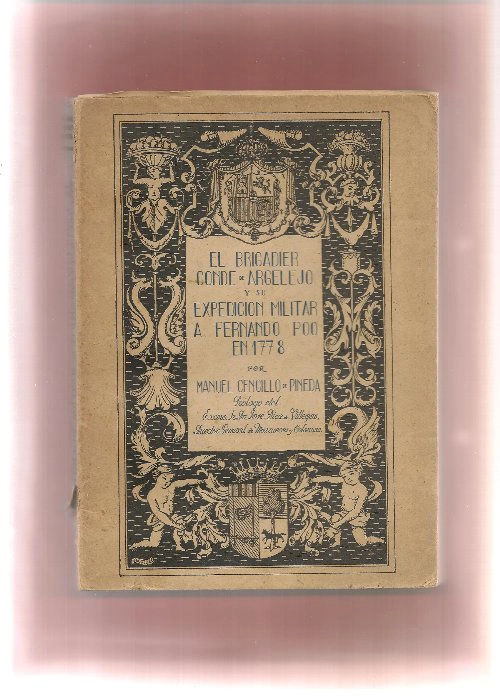 EL BRIGADIER
CONDE DE ARGELEJO
Y SU
EXPEDICION MILITAR
A FERNANDO POO
EN 1778
POR
MANUEL CENCILLO DE PINEDA
Prólogo del
Excmo. Sr. Dn. José Díaz de Villegas,
Director General de Marruecos y Colonias.